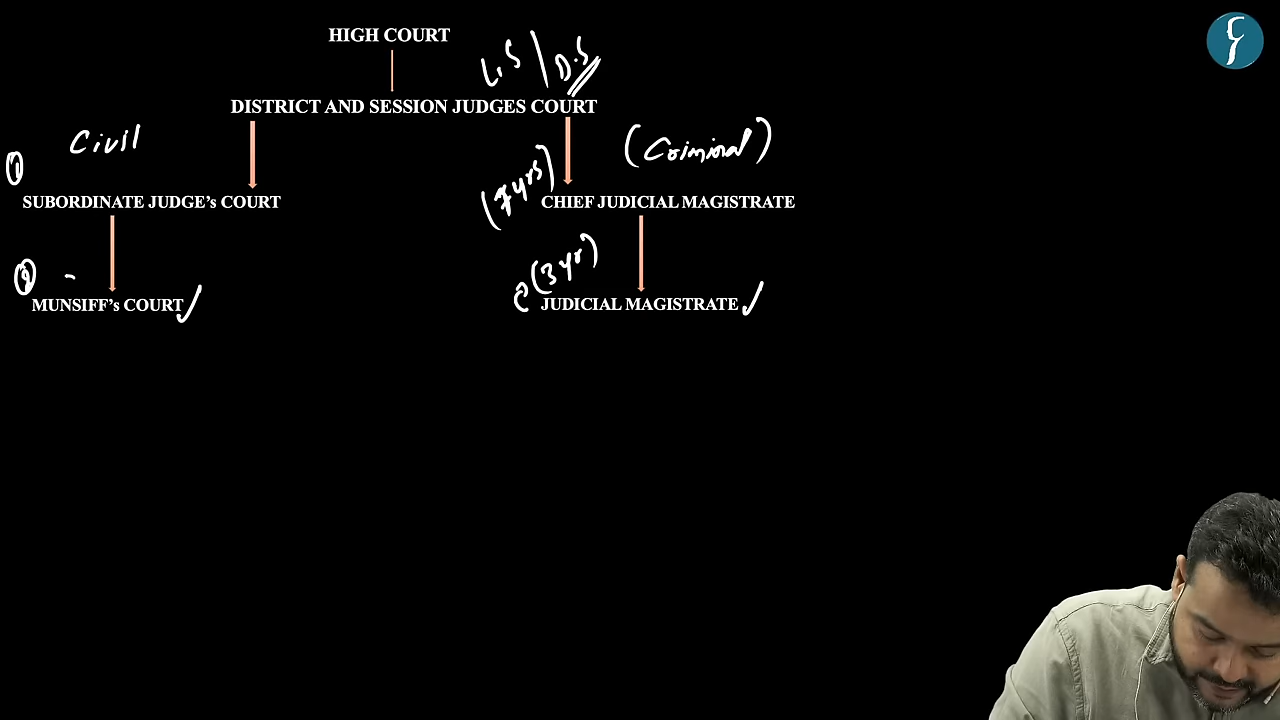 HIGH COURT
L.S / D.S
DISTRICT AND SESSION JUDGES COURT
Civil
(Criminal)
①
(7 yrs)
SUBORDINATE JUDGE's COURT
CHIEF JUDICIAL MAGISTRATE
(3 yr)
MUNSIFF's COURT
JUDICIAL MAGISTRATE